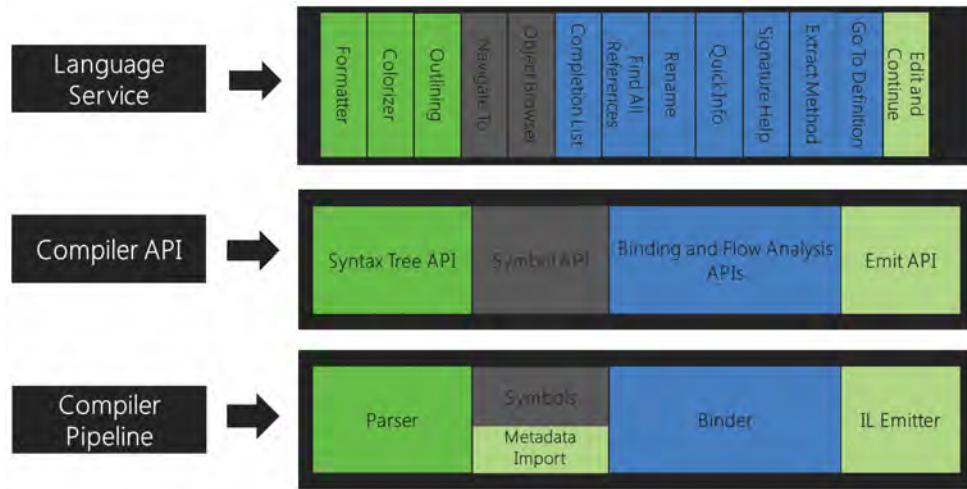 Language
Service
Formatter
Colorizer
Outlining
Navigate To
Object Browser
Completion List
Find All
References
Rename
Quick Info
Signature Help
Extract Method
Go To Definition
Edit and
Continue
Compiler API
Syntax Tree API
Symbol API
Binding and Flow Analysis
APIs
Emit API
Compiler
Pipeline
Parser
Symbols
Metadata
Import
Binder
IL Emitter